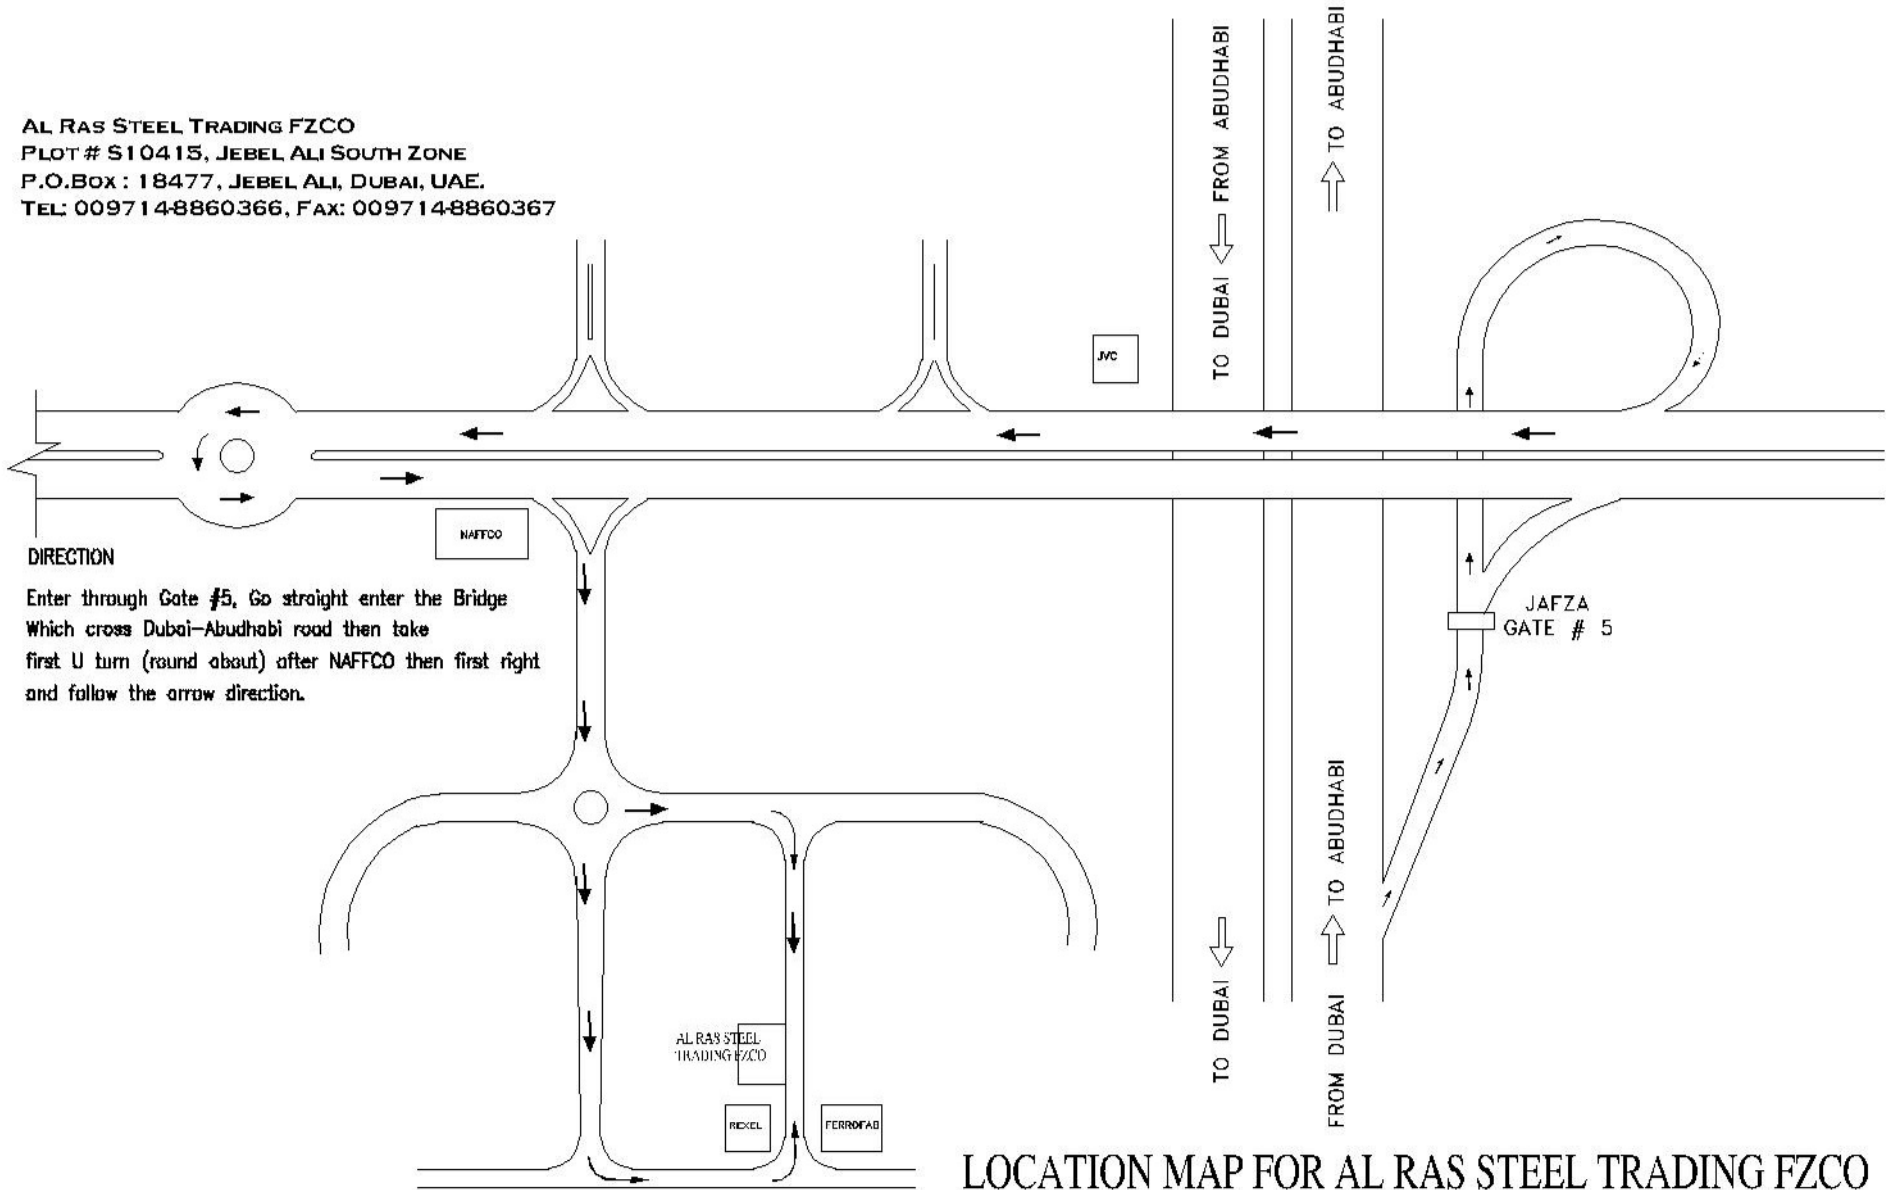 AL RAS STEEL TRADING FZCO
PLOT # S10415, JEBEL ALI SOUTH ZONE
P.O.BOX : 18477, JEBEL ALI, DUBAI, UAE.
TEL: 009714-8860366, FAX: 009714-8860367
TO DUBAI
FROM ABUDHABI
TO ABUDHABI
JVC
NAFFCO
DIRECTION
Enter through Gate #5, Go straight enter the Bridge
Which cross Dubai-Abudhabi road then take
first U turn (round about) after NAFFCO then first right
and follow the arrow direction.
JAFZA
GATE # 5
AL RAS STEEL
TRADING FZCO
REXEL
FERROFAB
TO DUBAI
FROM DUBAI
TO ABUDHABI
LOCATION MAP FOR AL RAS STEEL TRADING FZCO